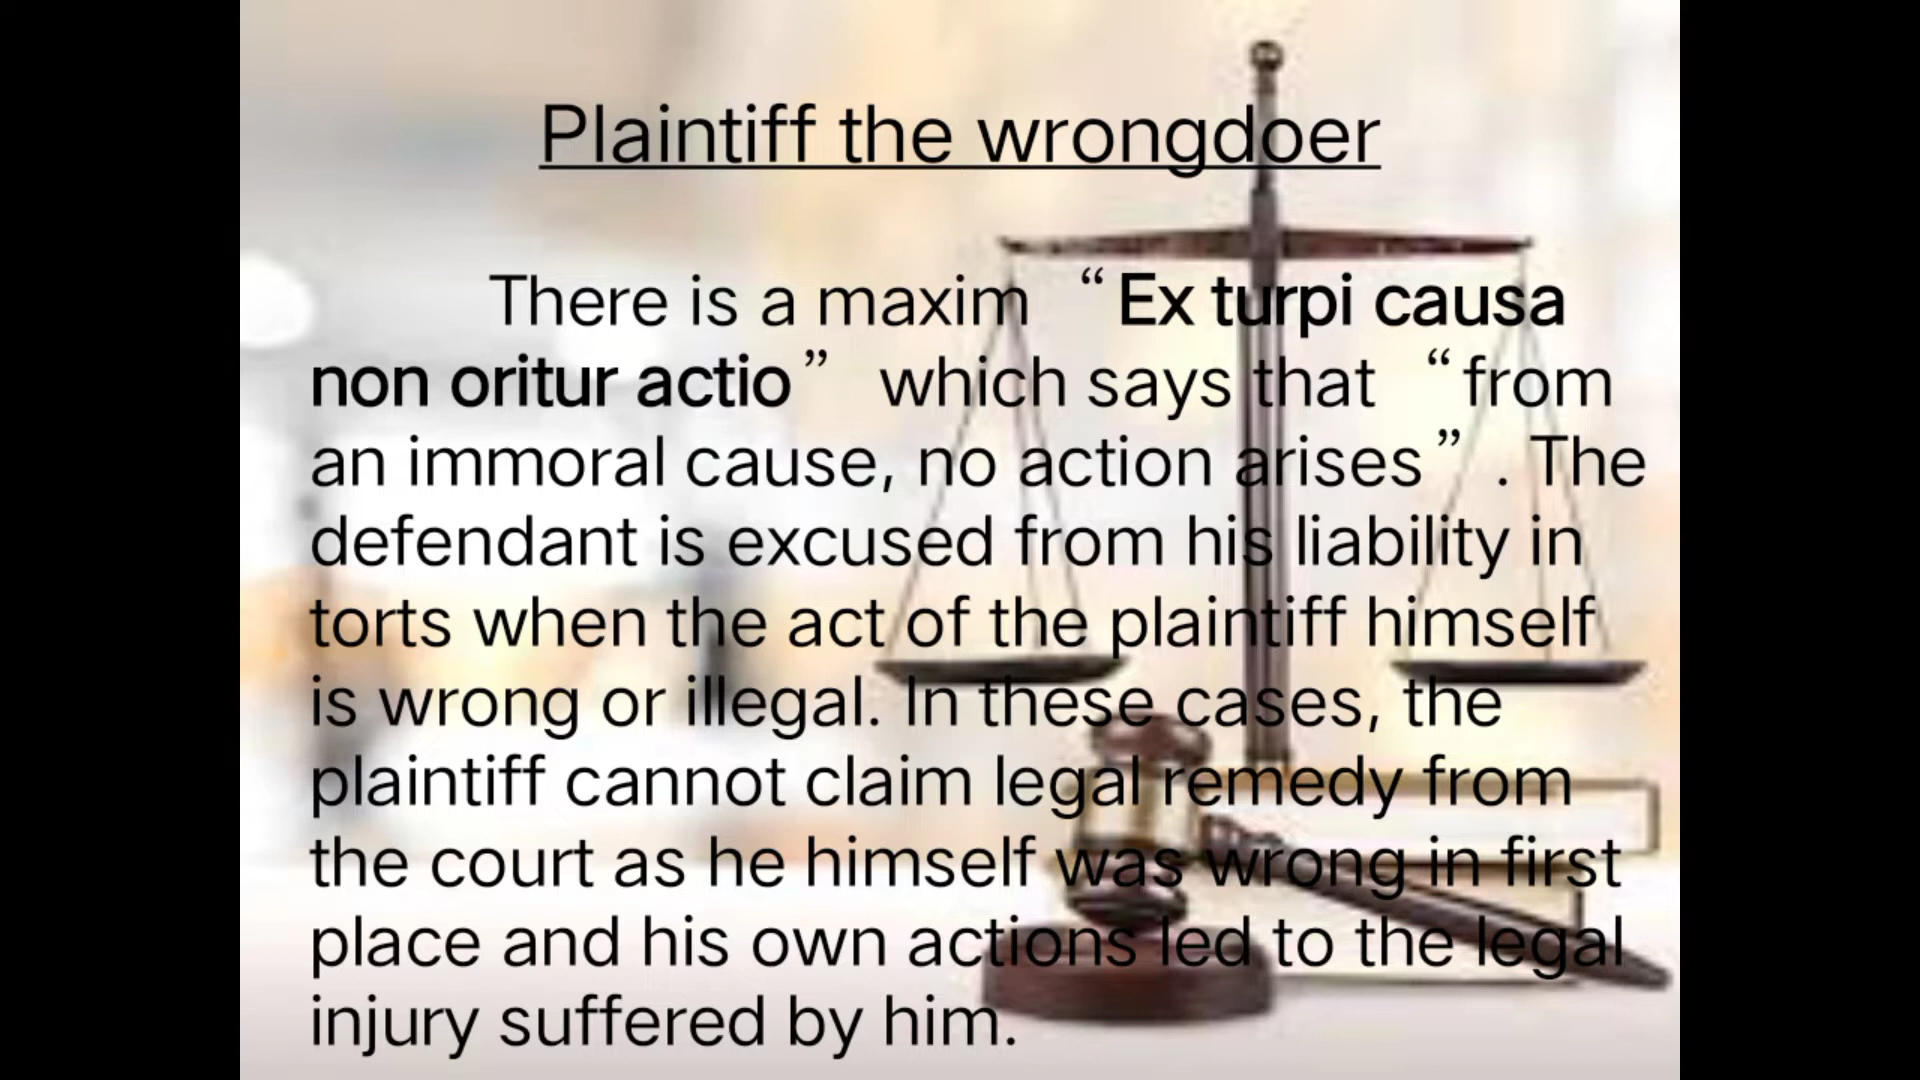 Plaintiff the wrongdoer
There is a maxim “Ex turpi causa
non oritur actio” which says that “from
an immoral cause, no action arises”. The
defendant is excused from his liability in
torts when the act of the plaintiff himself
is wrong or illegal. In these cases, the
plaintiff cannot claim legal remedy from
the court as he himself was wrong in first
place and his own actions led to the legal
injury suffered by him.